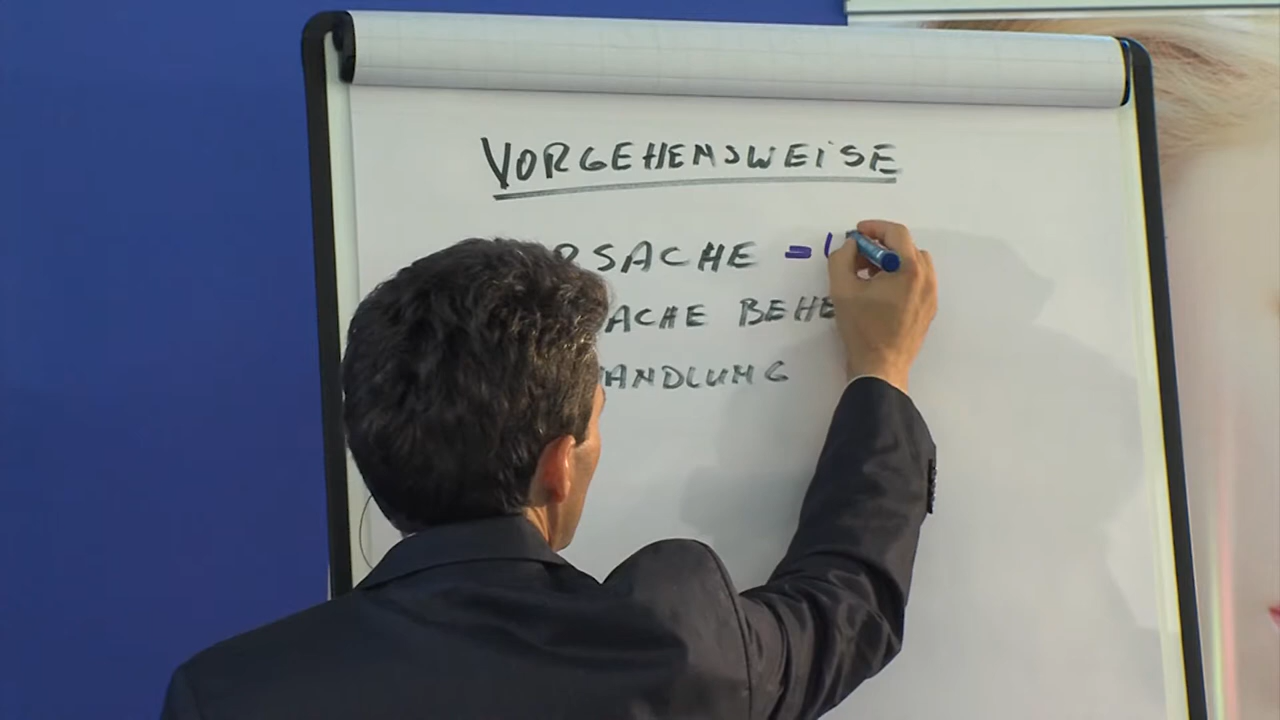 VORGEHENSWEISE
RSACHE =
ACHE BEHE
ANDLUNG